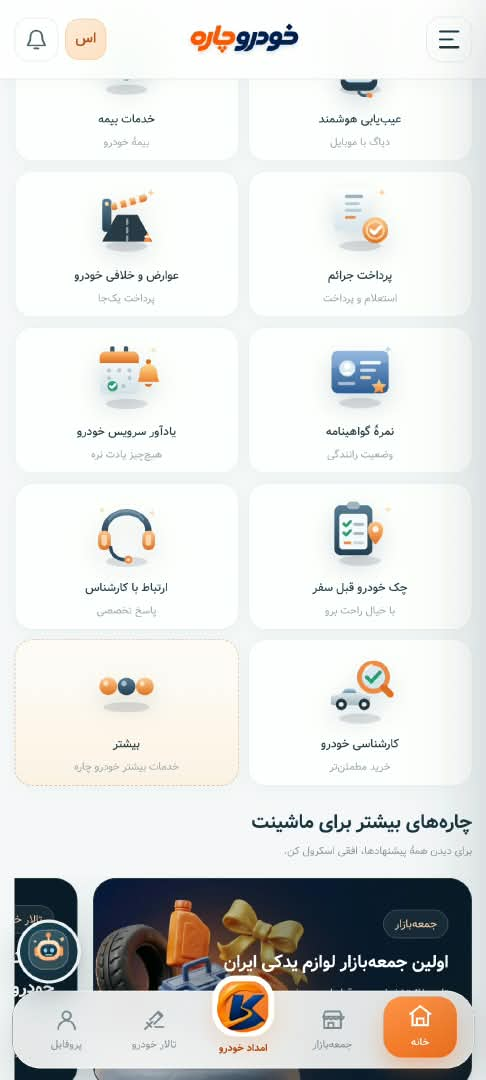 خودروچاره
اس
عیب‌یابی هوشمند
دیاگ با موبایل
خدمات بیمه
بیمهٔ خودرو
پرداخت جرائم
استعلام و پرداخت
عوارض و خلافی خودرو
پرداخت یک‌جا
نمرهٔ گواهینامه
وضعیت رانندگی
یادآور سرویس خودرو
هیچ‌چیز یادت نره
چک خودرو قبل سفر
با خیال راحت برو
ارتباط با کارشناس
پاسخ تخصصی
کارشناسی خودرو
خرید مطمئن‌تر
بیشتر
خدمات بیشتر خودرو چاره
چاره‌های بیشتر برای ماشینت
برای دیدن همهٔ پیشنهادها، افقی اسکرول کن.
جمعه‌بازار
اولین جمعه‌بازار لوازم یدکی ایران
تالار
خانه
جمعه‌بازار
امداد خودرو
تالار خودرو
پروفایل